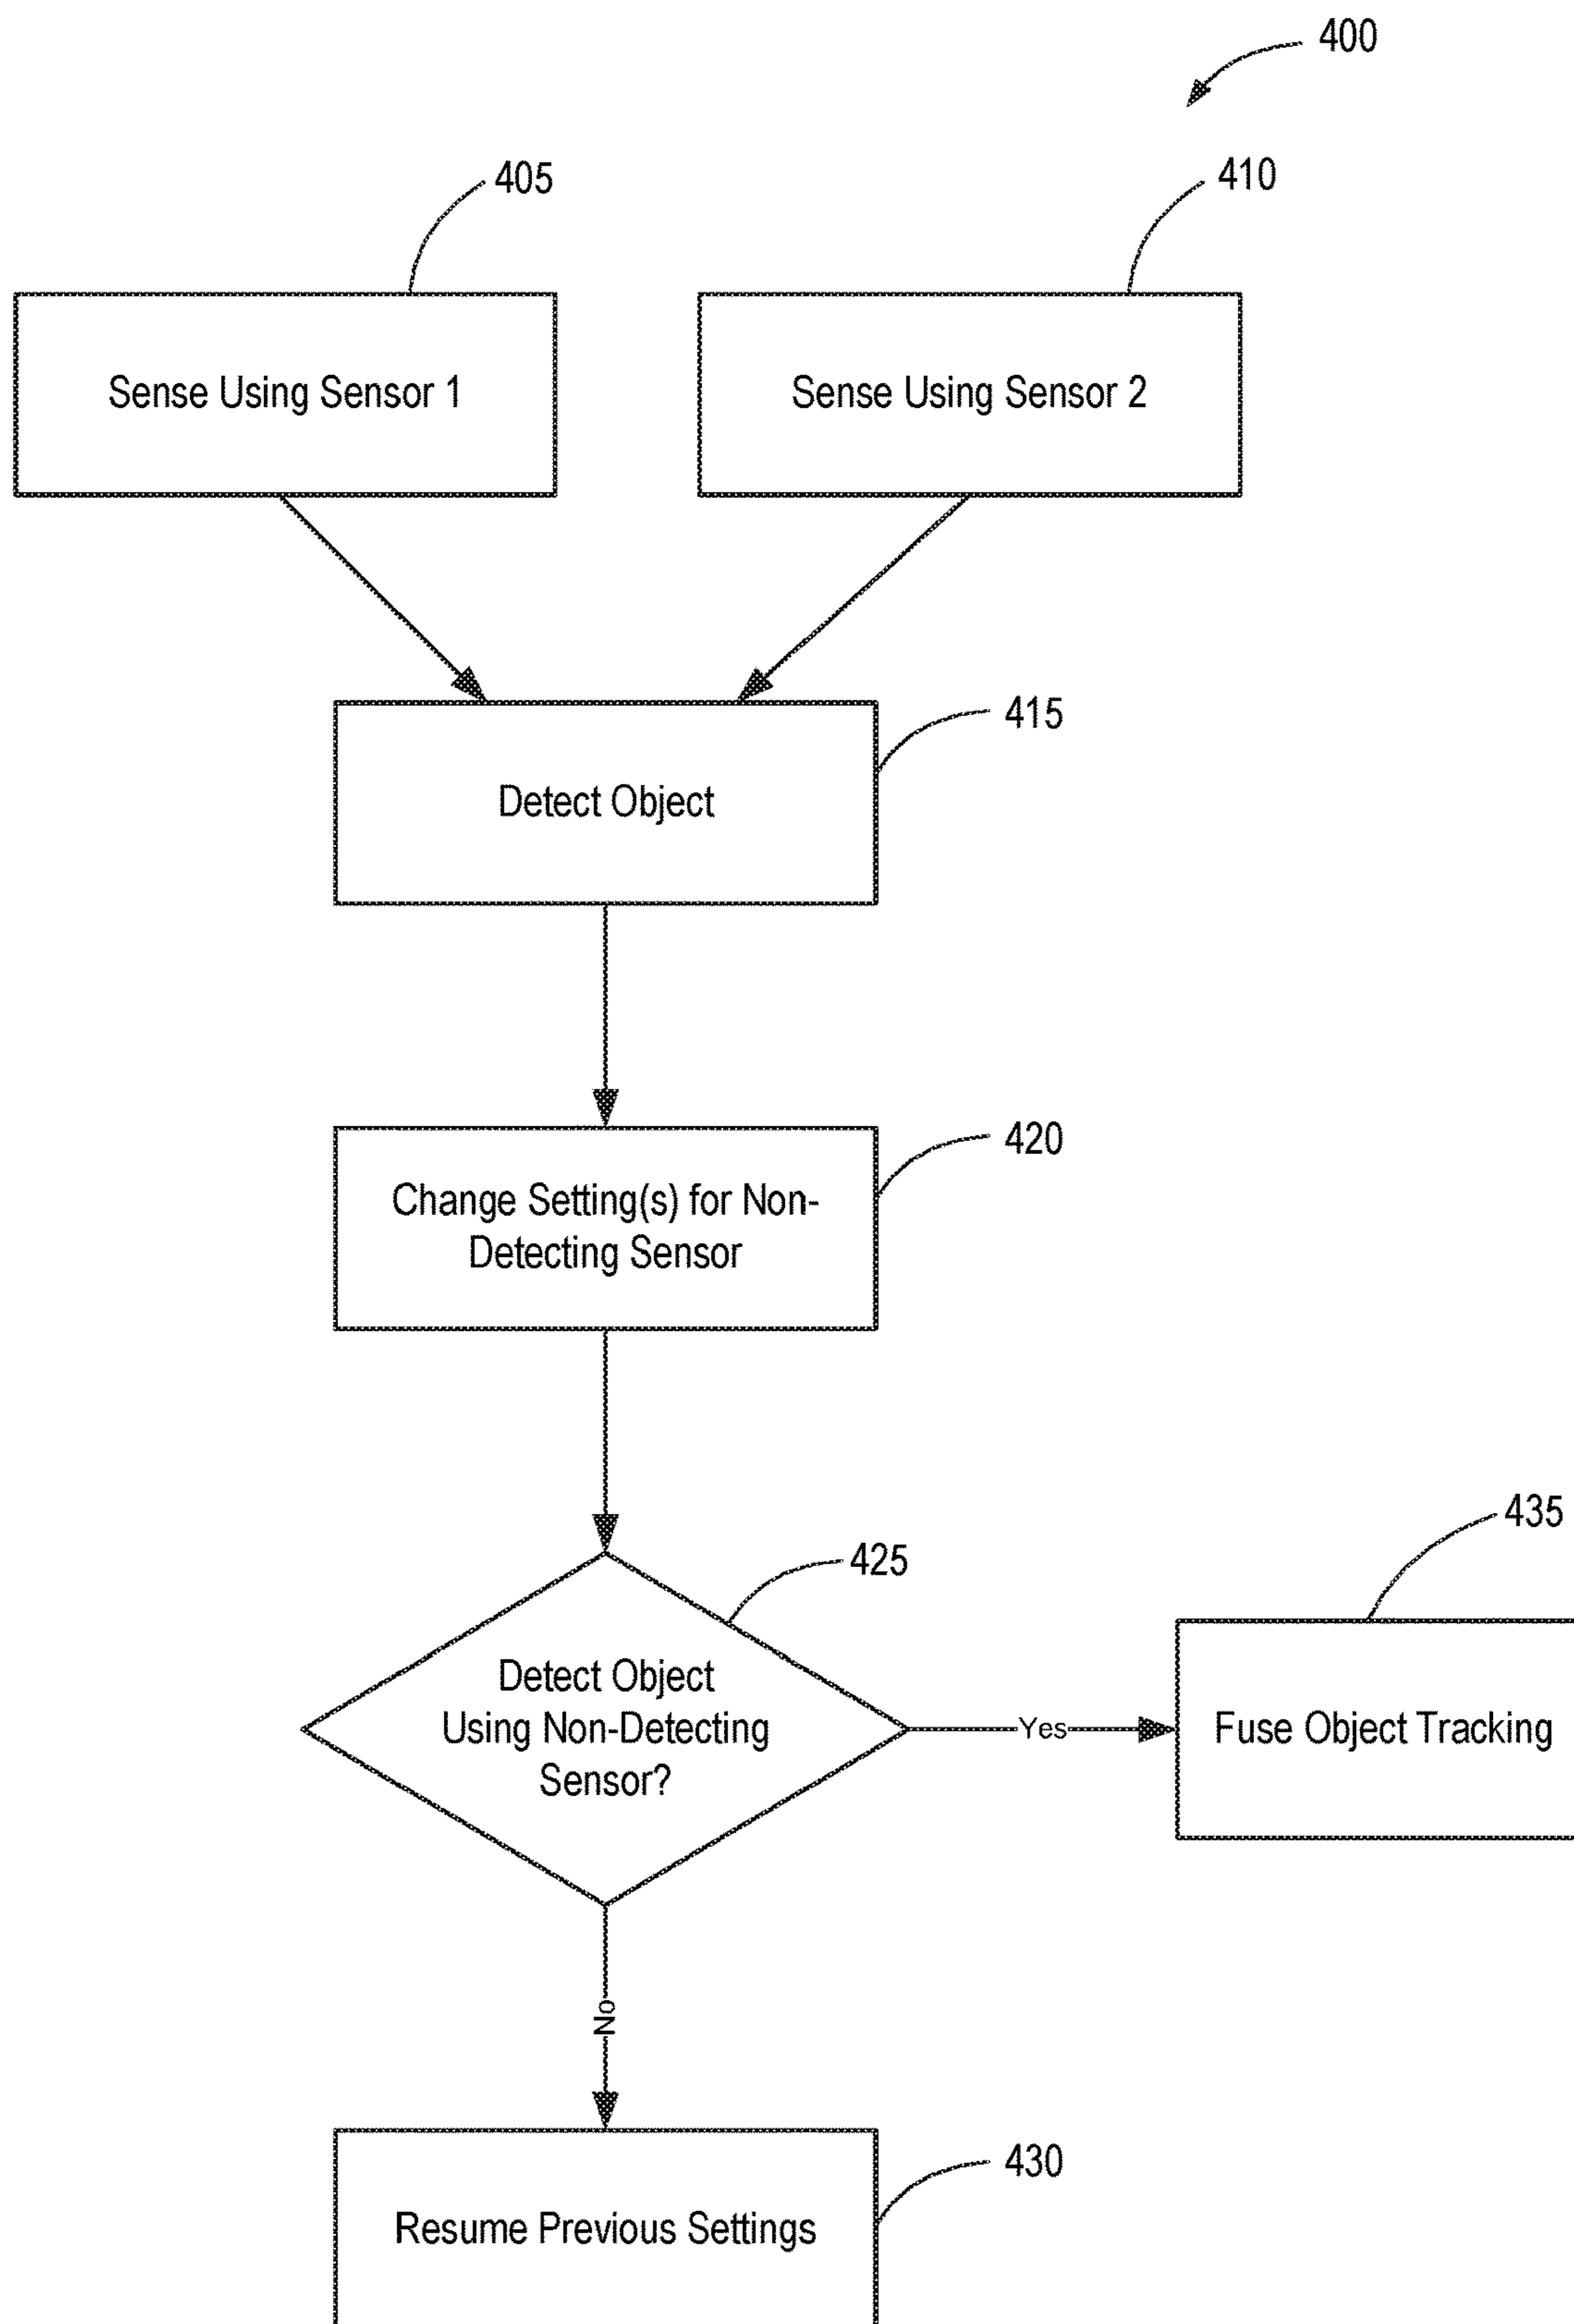 400
405
410
Sense Using Sensor 1
Sense Using Sensor 2
415
Detect Object
420
Change Setting(s) for Non-
Detecting Sensor
425
435
Detect Object
Using Non-Detecting
Sensor?
Yes
Fuse Object Tracking
No
430
Resume Previous Settings